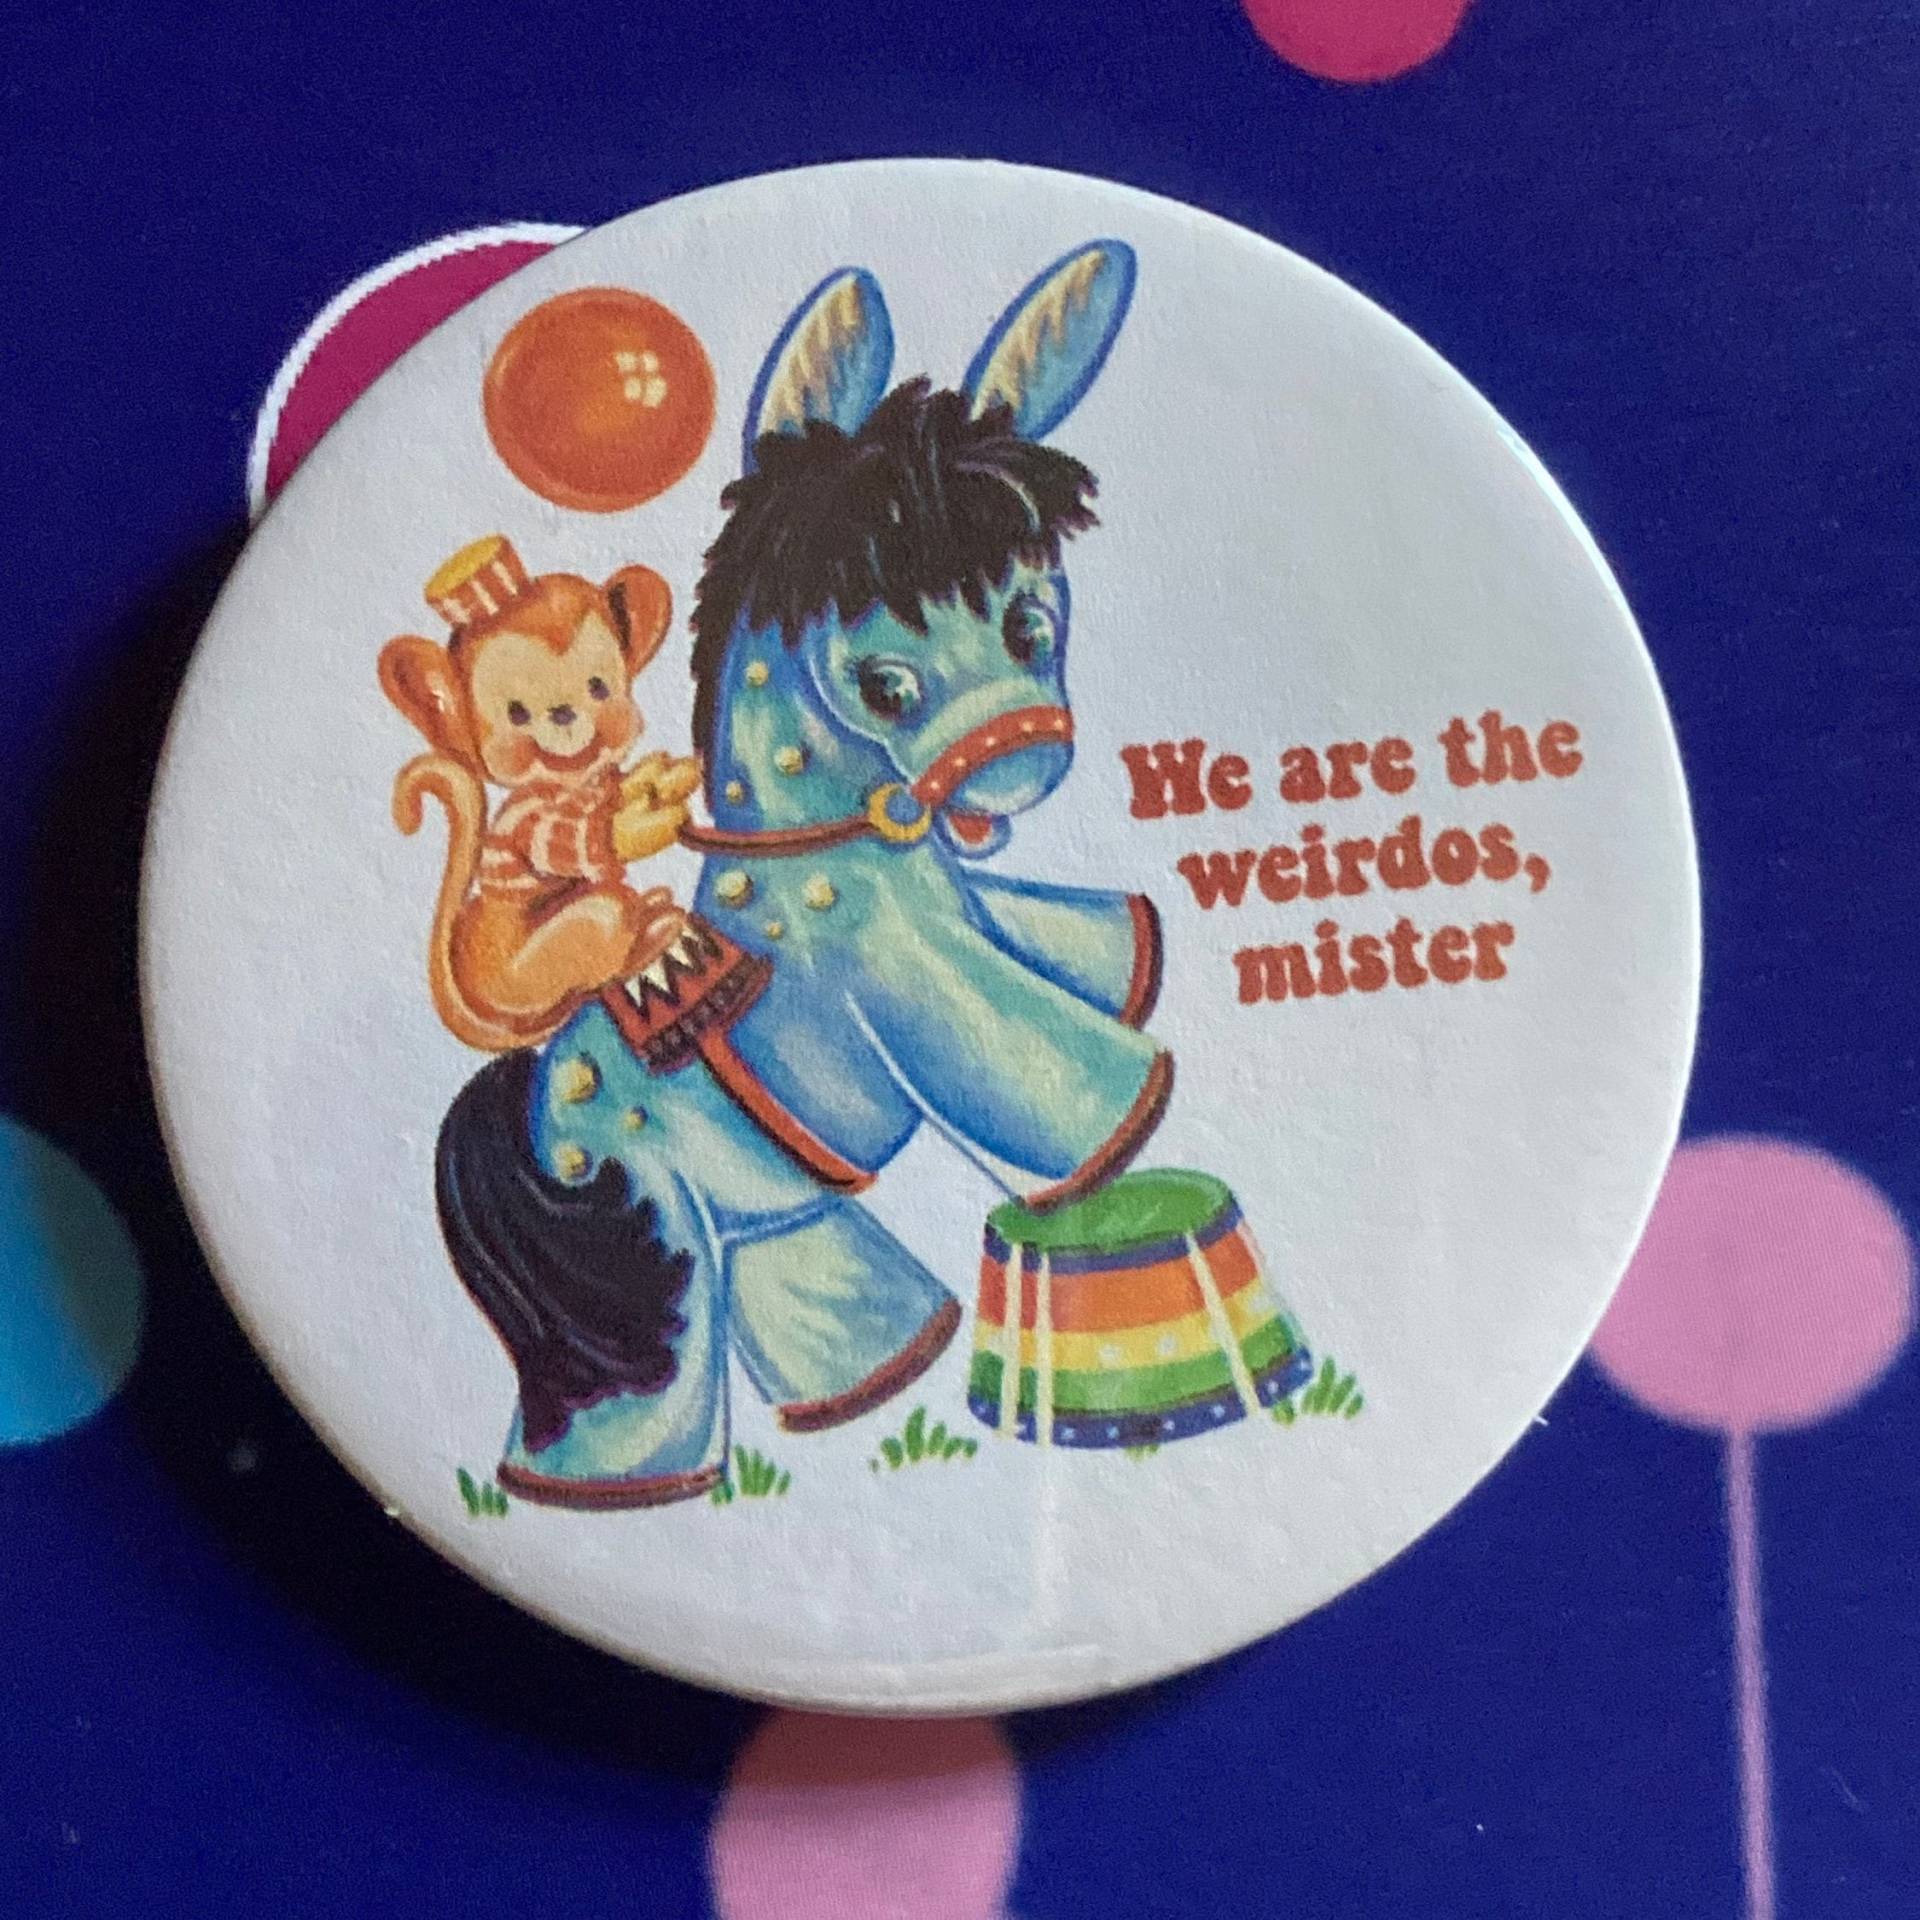 We are the
weirdos,
mister